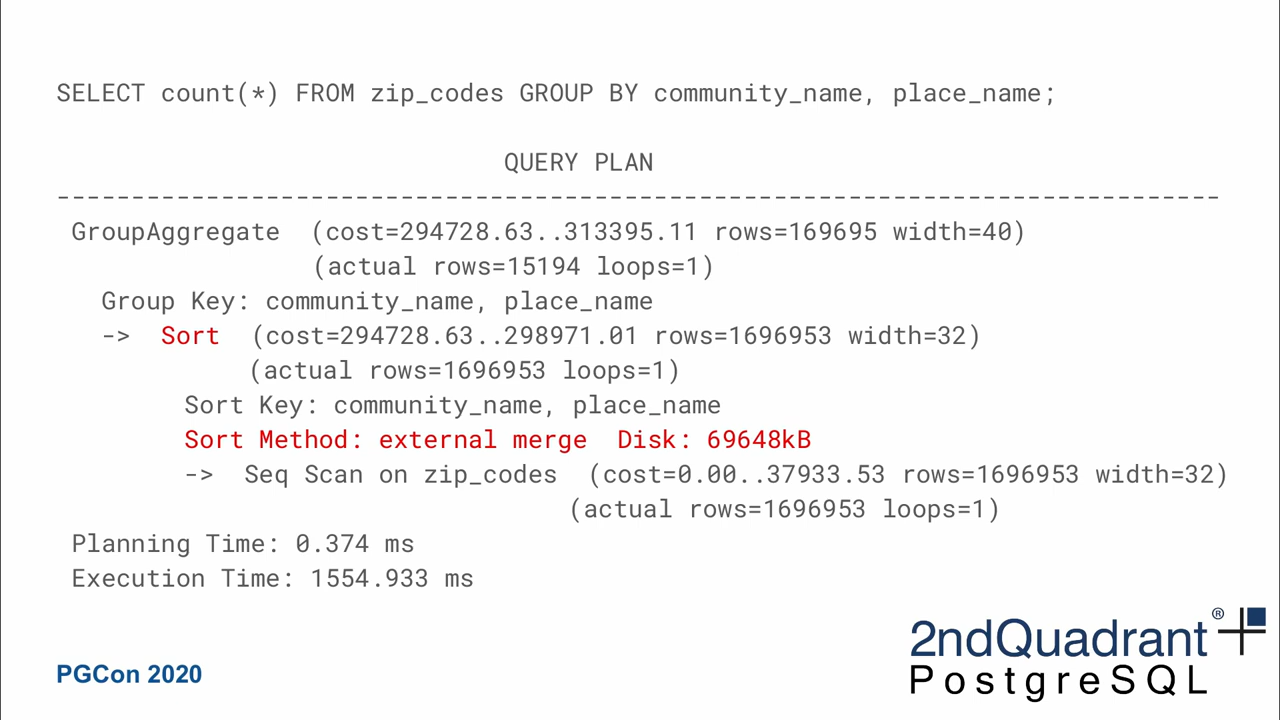 SELECT count(*) FROM zip_codes GROUP BY community_name, place_name;
QUERY PLAN
------------------------------------------------------------------------------
GroupAggregate (cost=294728.63..313395.11 rows=169695 width=40)
(actual rows=15194 loops=1)
Group Key: community_name, place_name
-> Sort (cost=294728.63..298971.01 rows=1696953 width=32)
(actual rows=1696953 loops=1)
Sort Key: community_name, place_name
Sort Method: external merge Disk: 69648kB
-> Seq Scan on zip_codes (cost=0.00..37933.53 rows=1696953 width=32)
(actual rows=1696953 loops=1)
Planning Time: 0.374 ms
Execution Time: 1554.933 ms
2ndQuadrant®
PostgreSQL
PGCon 2020